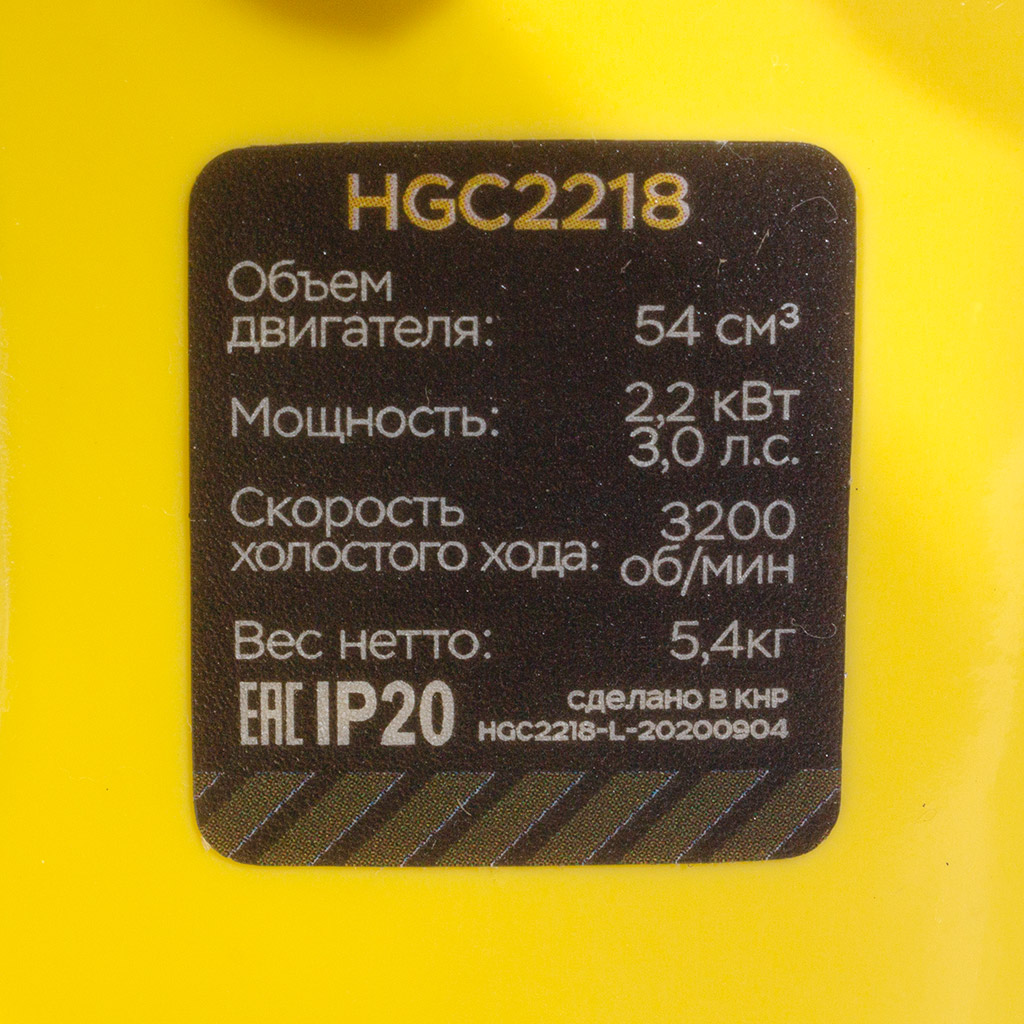 HGC2218
Объем
двигателя: 54 см³
Мощность: 2,2 кВт
3,0 л.с.
Скорость 3200
холостого хода: об/мин
Вес нетто: 5,4кг
EAC IP20 сделано в КНР
HGC2218-L-20200904